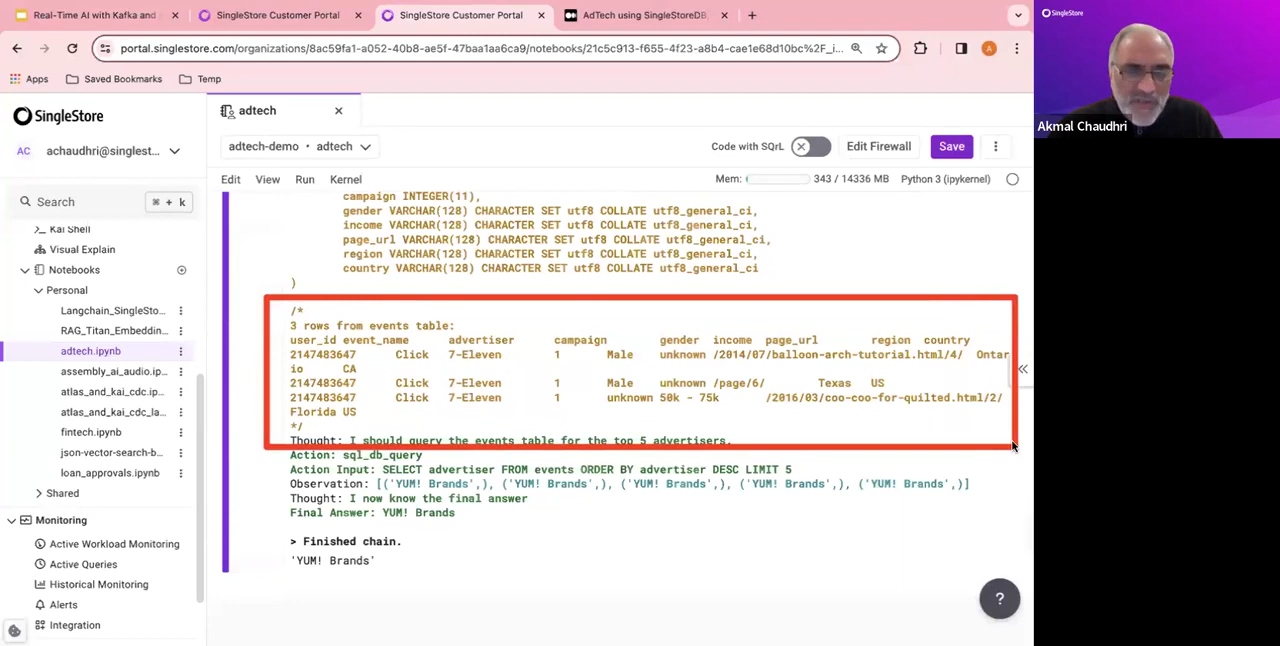 Real-Time AI with Kafka and
SingleStore Customer Portal
SingleStore Customer Portal
AdTech using SingleStoreDB,
portal.singlestore.com/organizations/8ac59fa1-a052-40b8-ae5f-47baa1aa6ca9/notebooks/21c5c913-f655-4f23-a8b4-cae1e68d10bc%2F_i...
A
Apps
Saved Bookmarks
Temp
SingleStore
Akmal Chaudhri
SingleStore
AC
achaudhri@singlest...
Search
⌘ + k
Kai Shell
Visual Explain
Notebooks
Personal
Langchain_SingleSto...
RAG_Titan_Embeddin...
adtech.ipynb
assembly_ai_audio.ip...
atlas_and_kai_cdc.ip...
atlas_and_kai_cdc_la...
fintech.ipynb
json-vector-search-b...
loan_approvals.ipynb
Shared
Monitoring
Active Workload Monitoring
Active Queries
Historical Monitoring
Alerts
Integration
adtech
adtech-demo • adtech
Code with SQrL
Edit Firewall
Save
Edit View Run Kernel
Mem: 343 / 14336 MB Python 3 (ipykernel)
campaign INTEGER(11),
gender VARCHAR(128) CHARACTER SET utf8 COLLATE utf8_general_ci,
income VARCHAR(128) CHARACTER SET utf8 COLLATE utf8_general_ci,
page_url VARCHAR(128) CHARACTER SET utf8 COLLATE utf8_general_ci,
region VARCHAR(128) CHARACTER SET utf8 COLLATE utf8_general_ci,
country VARCHAR(128) CHARACTER SET utf8 COLLATE utf8_general_ci
)
/*
3 rows from events table:
user_id event_name advertiser campaign gender income page_url region country
2147483647 Click 7-Eleven 1 Male unknown /2014/07/balloon-arch-tutorial.html/4/ Ontar
io CA
2147483647 Click 7-Eleven 1 Male unknown /page/6/ Texas US
2147483647 Click 7-Eleven 1 unknown 50k - 75k /2016/03/coo-coo-for-quilted.html/2/
Florida US
*/
Thought: I should query the events table for the top 5 advertisers.
Action: sql_db_query
Action Input: SELECT advertiser FROM events ORDER BY advertiser DESC LIMIT 5
Observation: [('YUM! Brands',), ('YUM! Brands',), ('YUM! Brands',), ('YUM! Brands',), ('YUM! Brands',)]
Thought: I now know the final answer
Final Answer: YUM! Brands
> Finished chain.
'YUM! Brands'
?